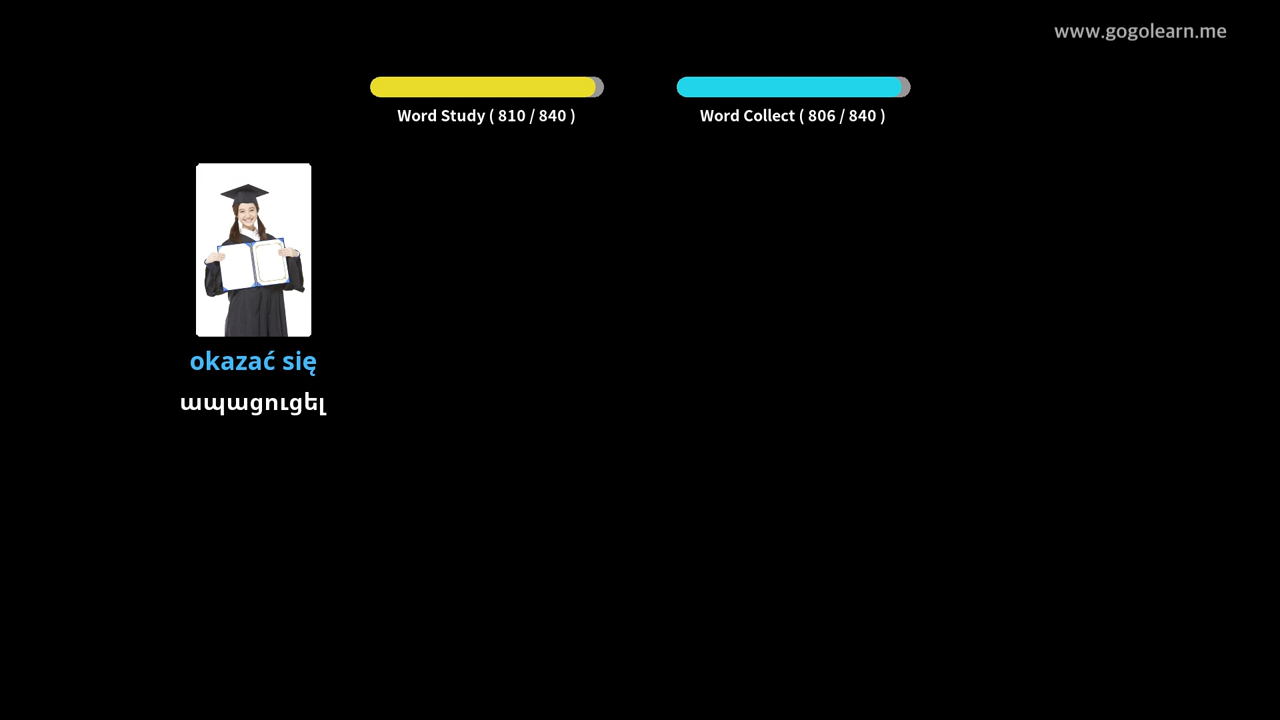 www.gogolearn.me
Word Study ( 810 / 840 )
Word Collect ( 806 / 840 )
okazać się
ապացուցել